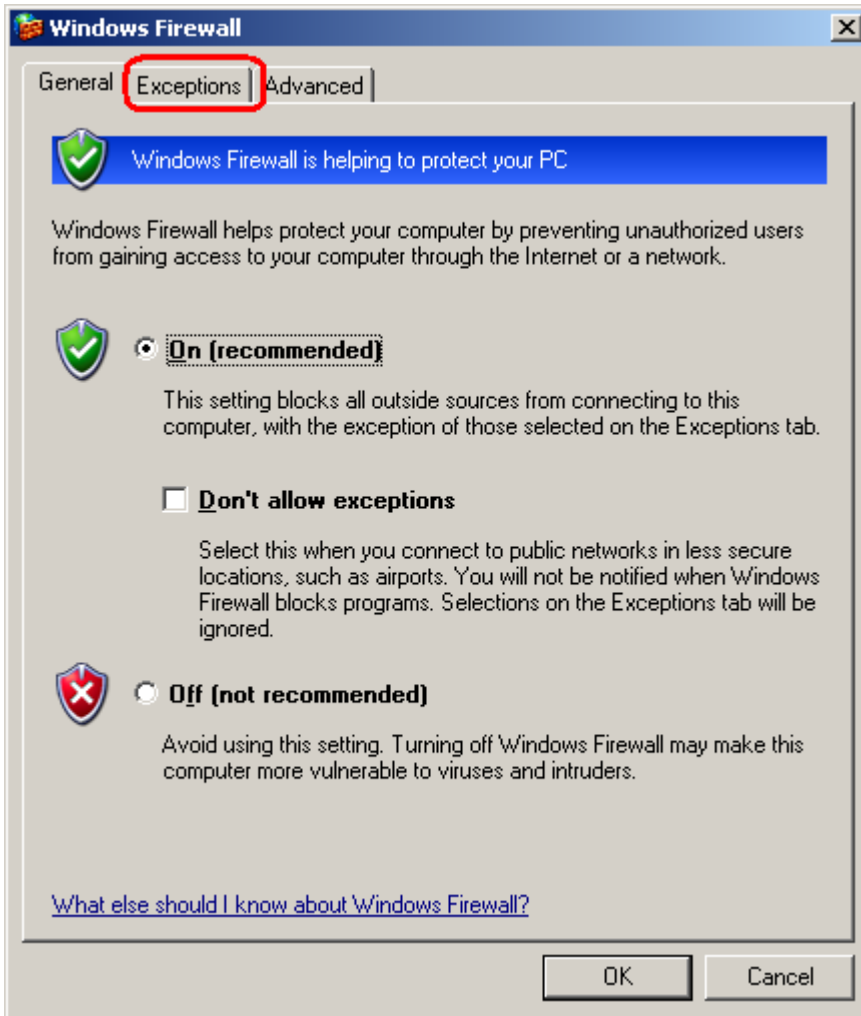 Windows Firewall
General
Exceptions
Advanced
Windows Firewall is helping to protect your PC
Windows Firewall helps protect your computer by preventing unauthorized users
from gaining access to your computer through the Internet or a network.
On (recommended)
This setting blocks all outside sources from connecting to this
computer, with the exception of those selected on the Exceptions tab.
Don't allow exceptions
Select this when you connect to public networks in less secure
locations, such as airports. You will not be notified when Windows
Firewall blocks programs. Selections on the Exceptions tab will be
ignored.
Off (not recommended)
Avoid using this setting. Turning off Windows Firewall may make this
computer more vulnerable to viruses and intruders.
What else should I know about Windows Firewall?
OK
Cancel